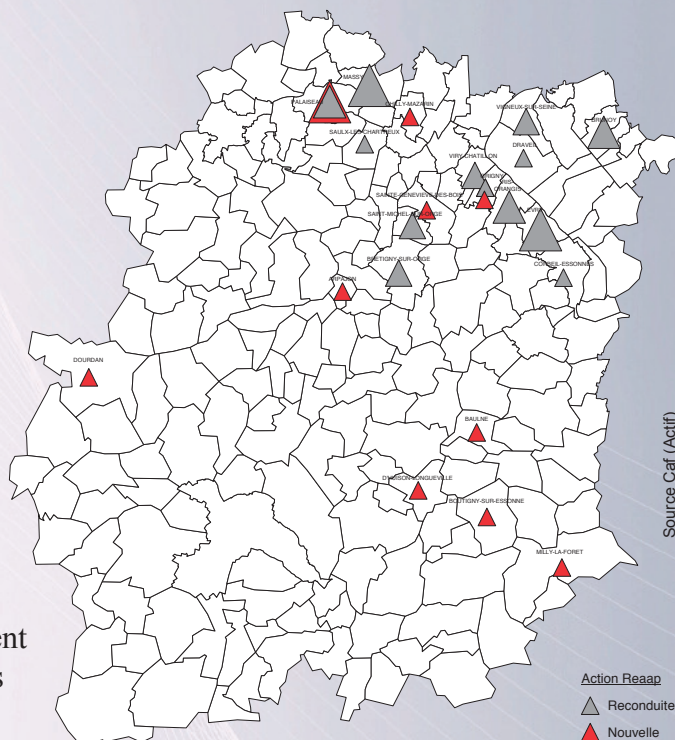 MASSY
PALAISEAU
CHILLY-MAZARIN
VIGNEUX-SUR-SEINE
BRUNOY
SAULX-LES-CHARTREUX
DRAVEIL
VIRY-CHATILLON
GRIGNY
RIS-ORANGIS
SAINTE-GENEVIEVE-DES-BOIS
SAINT-MICHEL-SUR-ORGE
EVRY
BRETIGNY-SUR-ORGE
CORBEIL-ESSONNES
ARPAJON
DOURDAN
BAULNE
D'HUISON-LONGUEVILLE
BOUTIGNY-SUR-ESSONNE
MILLY-LA-FORET
Source Caf (Actif)
ent
s
Action Reaap
Reconduite
Nouvelle